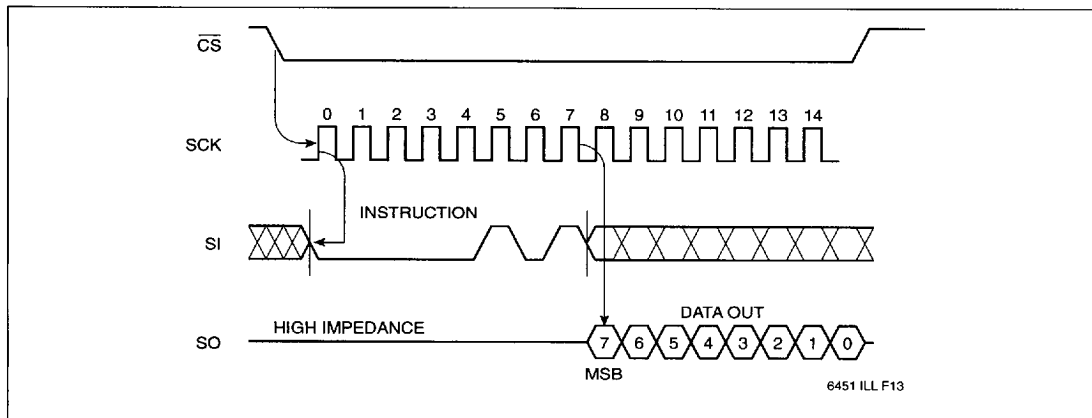 CS
0 1 2 3 4 5 6 7 8 9 10 11 12 13 14
SCK
INSTRUCTION
SI
DATA OUT
HIGH IMPEDANCE
SO
7 6 5 4 3 2 1 0
MSB
6451 ILL F13